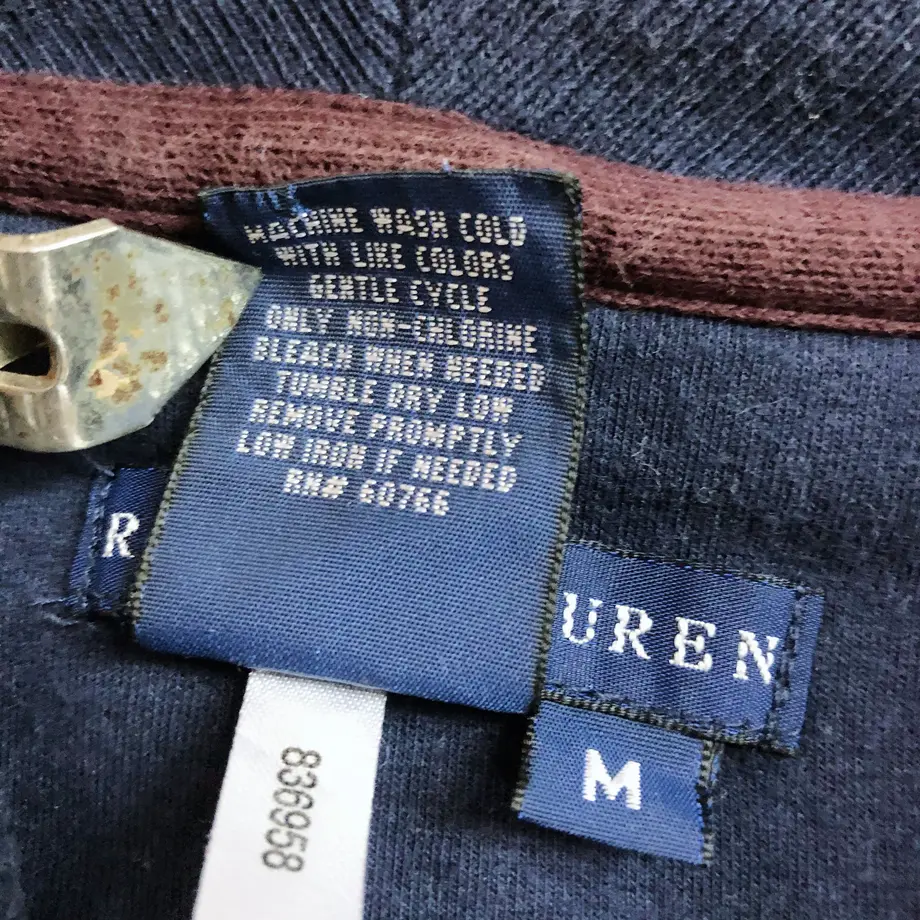 MACHINE WASH COLD
WITH LIKE COLORS
GENTLE CYCLE
ONLY NON-CHLORINE
BLEACH WHEN NEEDED
TUMBLE DRY LOW
REMOVE PROMPTLY
LOW IRON IF NEEDED
RN# 60766
R UREN
M
836958